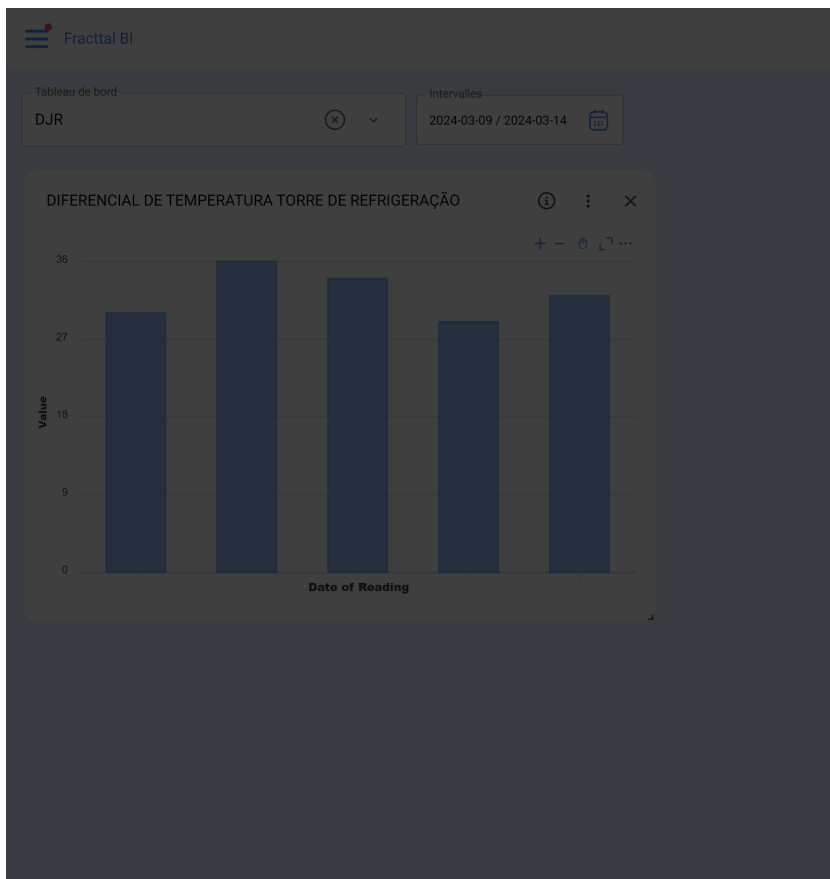 Fracttal BI
Tableau de bord
DJR
Intervalles
2024-03-09 / 2024-03-14
DIFERENCIAL DE TEMPERATURA TORRE DE REFRIGERAÇÃO
36
27
18
9
0
Value
Date of Reading